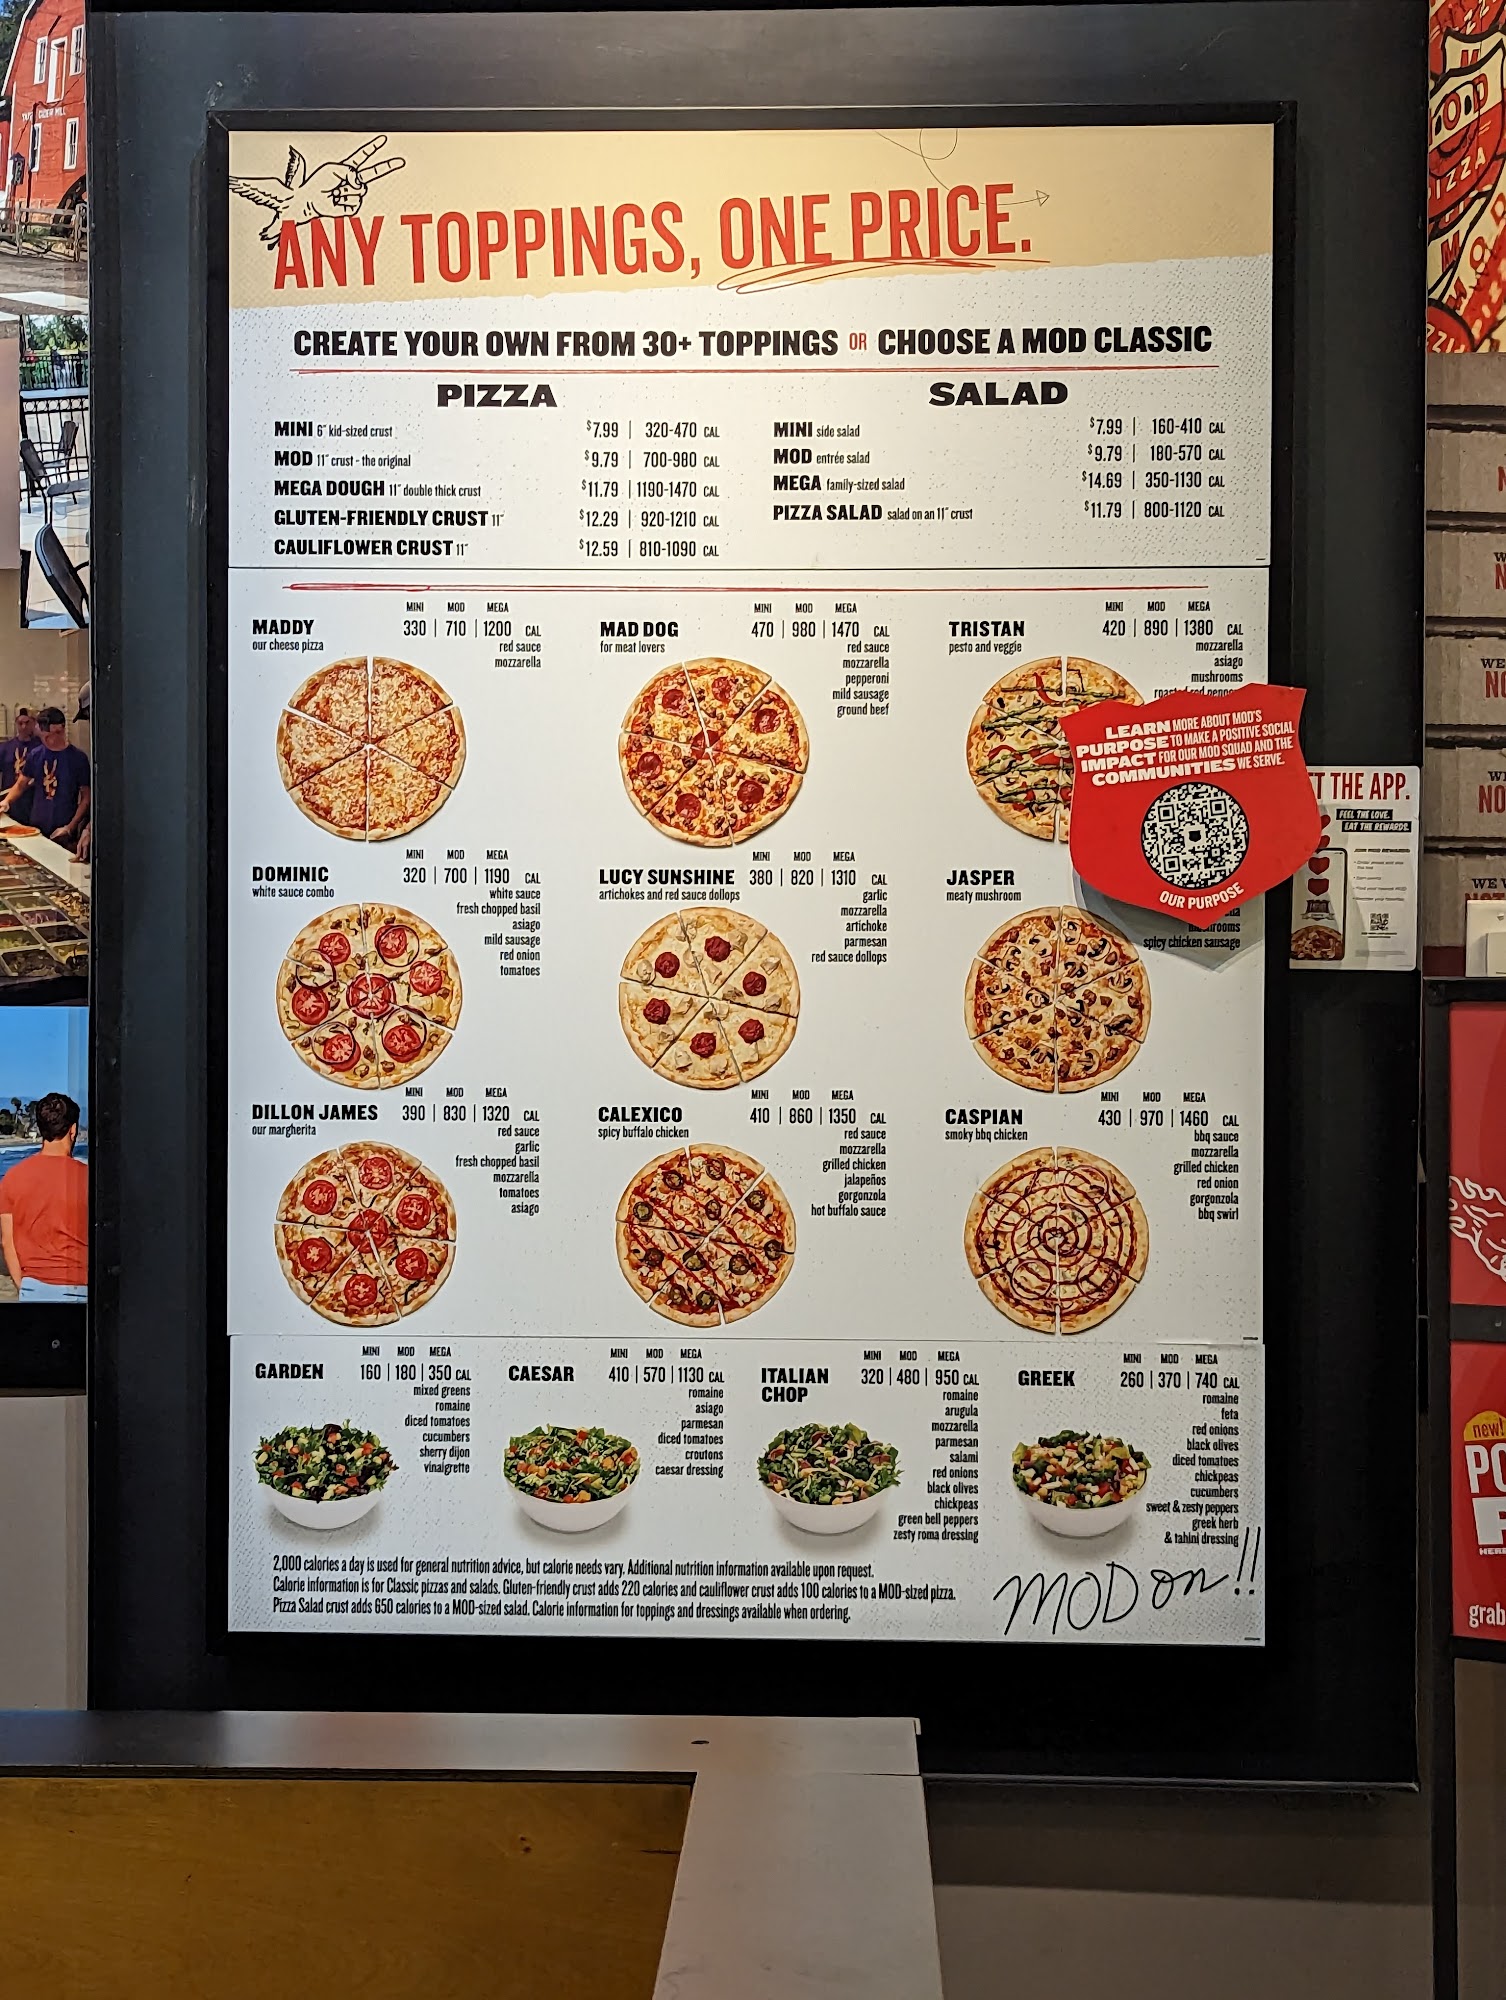 ANY TOPPINGS, ONE PRICE.
CREATE YOUR OWN FROM 30+ TOPPINGS OR CHOOSE A MOD CLASSIC
PIZZA
MINI 6" kid-sized crust $7.99 | 320-470 CAL
MOD 11" crust - the original $9.79 | 700-980 CAL
MEGA DOUGH 11" double thick crust $11.79 | 1190-1470 CAL
GLUTEN-FRIENDLY CRUST 11" $12.29 | 920-1210 CAL
CAULIFLOWER CRUST 11" $12.59 | 810-1090 CAL
SALAD
MINI side salad $7.99 | 160-410 CAL
MOD entrée salad $9.79 | 180-570 CAL
MEGA family-sized salad $14.69 | 350-1130 CAL
PIZZA SALAD salad on an 11" crust $11.79 | 800-1120 CAL
MINI MOD MEGA
MADDY 330 | 710 | 1200 CAL
our cheese pizza
red sauce
mozzarella
MINI MOD MEGA
MAD DOG 470 | 980 | 1470 CAL
for meat lovers
red sauce
mozzarella
pepperoni
mild sausage
ground beef
MINI MOD MEGA
TRISTAN 420 | 890 | 1380 CAL
pesto and veggie
mozzarella
asiago
mushrooms
LEARN MORE ABOUT MOD'S
PURPOSE TO MAKE A POSITIVE SOCIAL
IMPACT FOR OUR MOD SQUAD AND THE
COMMUNITIES WE SERVE.
OUR PURPOSE
MINI MOD MEGA
DOMINIC 320 | 700 | 1190 CAL
white sauce combo
white sauce
fresh chopped basil
asiago
mild sausage
red onion
tomatoes
MINI MOD MEGA
LUCY SUNSHINE 380 | 820 | 1310 CAL
artichokes and red sauce dollops
garlic
mozzarella
artichoke
parmesan
red sauce dollops
JASPER
meaty mushroom
spicy chicken sausage
MINI MOD MEGA
DILLON JAMES 390 | 830 | 1320 CAL
our margherita
red sauce
garlic
fresh chopped basil
mozzarella
tomatoes
asiago
MINI MOD MEGA
CALEXICO 410 | 860 | 1350 CAL
spicy buffalo chicken
red sauce
mozzarella
grilled chicken
jalapeños
gorgonzola
hot buffalo sauce
MINI MOD MEGA
CASPIAN 430 | 970 | 1460 CAL
smoky bbq chicken
bbq sauce
mozzarella
grilled chicken
red onion
gorgonzola
bbq swirl
MINI MOD MEGA
GARDEN 160 | 180 | 350 CAL
mixed greens
romaine
diced tomatoes
cucumbers
sherry dijon
vinaigrette
MINI MOD MEGA
CAESAR 410 | 570 | 1130 CAL
romaine
asiago
parmesan
diced tomatoes
croutons
caesar dressing
MINI MOD MEGA
ITALIAN CHOP 320 | 480 | 950 CAL
romaine
arugula
mozzarella
parmesan
salami
red onions
black olives
chickpeas
green bell peppers
zesty roma dressing
MINI MOD MEGA
GREEK 260 | 370 | 740 CAL
romaine
feta
red onions
black olives
diced tomatoes
chickpeas
cucumbers
sweet & zesty peppers
greek herb
& tahini dressing
2,000 calories a day is used for general nutrition advice, but calorie needs vary. Additional nutrition information available upon request.
Calorie information is for Classic pizzas and salads. Gluten-friendly crust adds 220 calories and cauliflower crust adds 100 calories to a MOD-sized pizza.
Pizza Salad crust adds 650 calories to a MOD-sized salad. Calorie information for toppings and dressings available when ordering.
MOD on!!
THE APP.
FEEL THE LOVE.
EAT THE REWARDS.
PIZZA
WE
new!
PO
grab